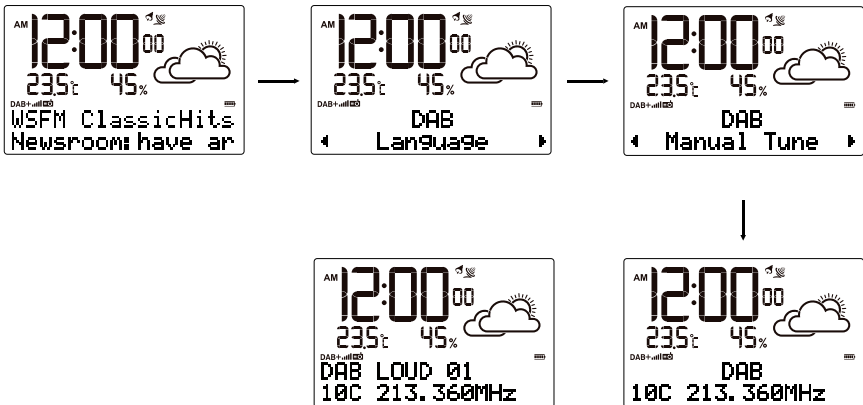 AM 12:00 00
23.5°c 45%
DAB+
WSFM ClassicHits
Newsroom: have an
AM 12:00 00
23.5°c 45%
DAB+
DAB
Language
AM 12:00 00
23.5°c 45%
DAB+
DAB
Manual Tune
AM 12:00 00
23.5°c 45%
DAB+
DAB
10C 213.360MHz
AM 12:00 00
23.5°c 45%
DAB+
DAB LOUD 01
10C 213.360MHz